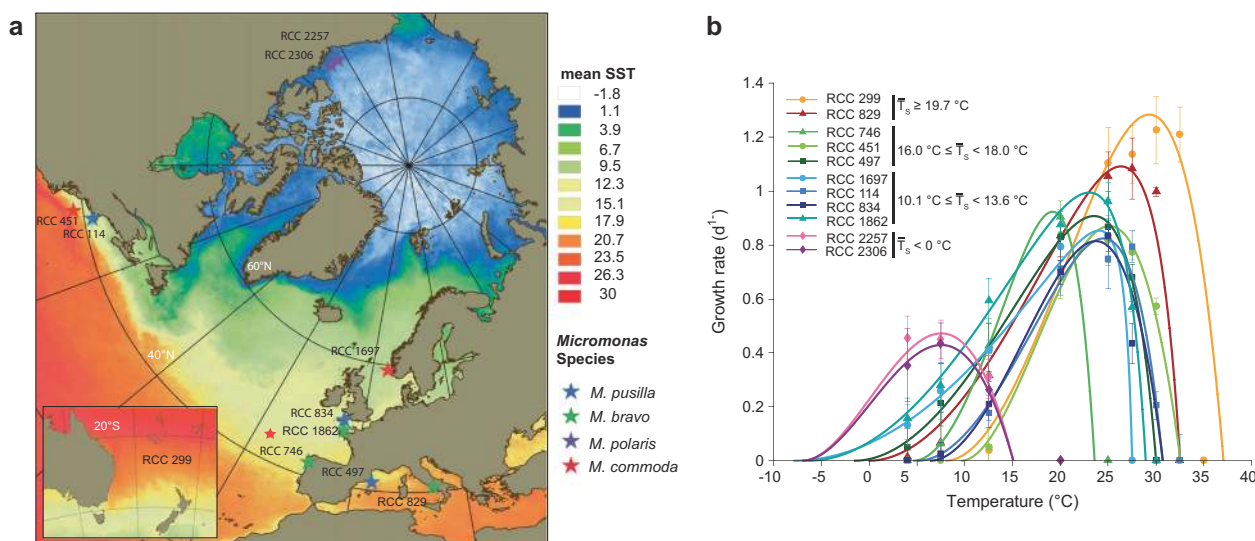 a
RCC 2257
RCC 2306
mean SST
-1.8
1.1
3.9
6.7
9.5
12.3
15.1
17.9
20.7
23.5
26.3
30
RCC 451
RCC 114
60°N
40°N
RCC 1697
RCC 834
RCC 1862
RCC 746
RCC 497
RCC 829
20°S
RCC 299
Micromonas
Species
M. pusilla
M. bravo
M. polaris
M. commoda
b
Growth rate (d¹⁻)
1.4
1.2
1
0.8
0.6
0.4
0.2
0
RCC 299
RCC 829
T̅s ≥ 19.7 °C
RCC 746
RCC 451
RCC 497
16.0 °C ≤ T̅s < 18.0 °C
RCC 1697
RCC 114
RCC 834
RCC 1862
10.1 °C ≤ T̅s < 13.6 °C
RCC 2257
RCC 2306
T̅s < 0 °C
-10 -5 0 5 10 15 20 25 30 35 40
Temperature (°C)